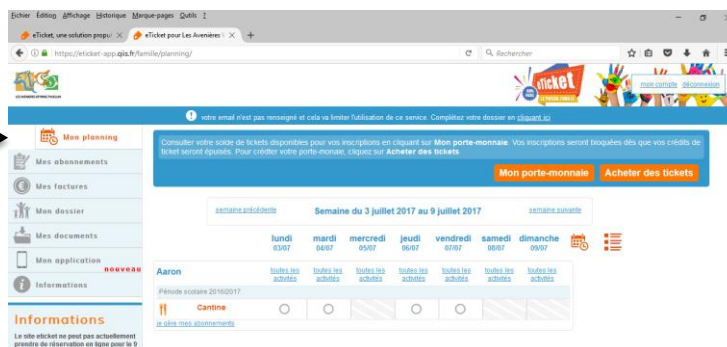 Fichier Édition Affichage Historique Marque-pages Outils ?
eTicket, une solution propul
eTicket pour Les Avenières
https://eticket-app.qiis.fr/famille/planning/
Rechercher
eTicket
mon compte déconnexion
votre email n'est pas renseigné et cela va limiter l'utilisation de ce service. Complétez votre dossier en cliquant ici
Mon planning
Mes abonnements
Mes factures
Mon dossier
Mes documents
Mon application
nouveau
Informations
Consulter votre solde de tickets disponibles pour vos inscriptions en cliquant sur Mon porte-monnaie. Vos inscriptions seront bloquées dès que vos crédits de
ticket seront épuisés. Pour créditer votre porte-monaie, cliquez sur Acheter des tickets.
Mon porte-monnaie Acheter des tickets
semaine précédente Semaine du 3 juillet 2017 au 9 juillet 2017 semaine suivante
lundi mardi mercredi jeudi vendredi samedi dimanche
03/07 04/07 05/07 06/07 07/07 08/07 09/07
Aaron toutes les toutes les toutes les toutes les toutes les toutes les toutes les
activités activités activités activités activités activités activités
Période scolaire 2016/2017
Cantine
je gère mes abonnements
Informations
Le site eticket ne peut pas actuellement
prendre de réservation en ligne pour le 9